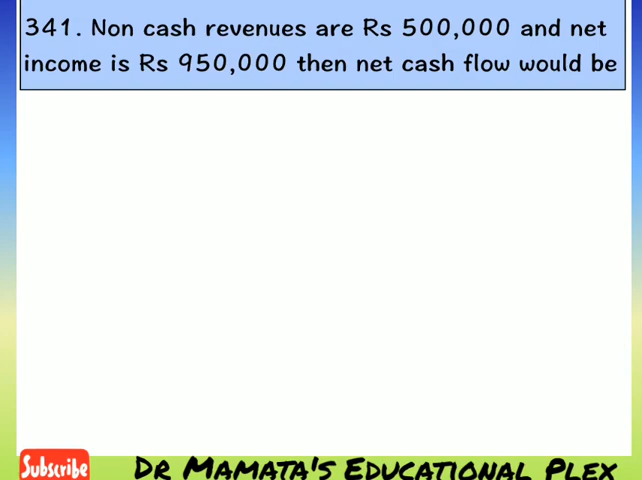 341. Non cash revenues are Rs 500,000 and net
income is Rs 950,000 then net cash flow would be
Subscribe
Dr Mamata's Educational Plex